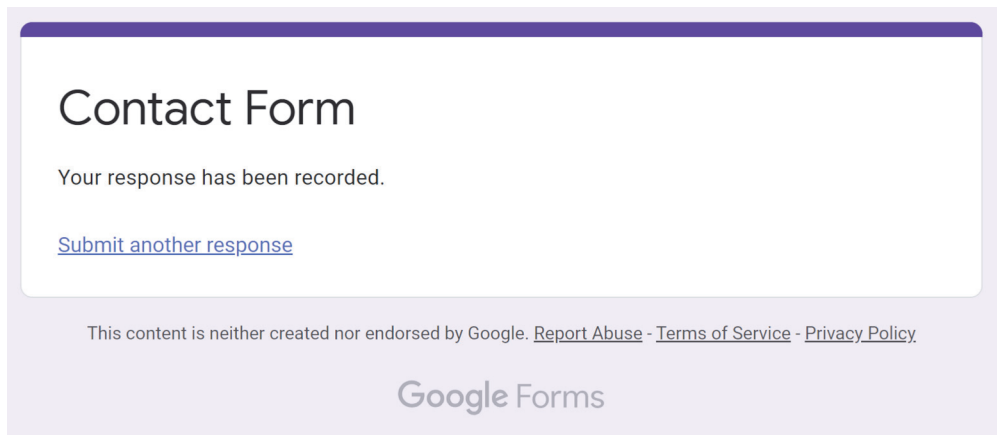 Contact Form
Your response has been recorded.
Submit another response
This content is neither created nor endorsed by Google. Report Abuse - Terms of Service - Privacy Policy
Google Forms